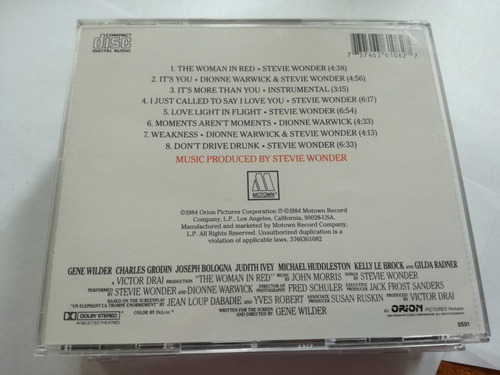 COMPACT
disc
DIGITAL AUDIO
7 37463 61082 7
1. THE WOMAN IN RED • STEVIE WONDER (4:38)
2. IT'S YOU • DIONNE WARWICK & STEVIE WONDER (4:56)
3. IT'S MORE THAN YOU • INSTRUMENTAL (3:15)
4. I JUST CALLED TO SAY I LOVE YOU • STEVIE WONDER (6:17)
5. LOVE LIGHT IN FLIGHT • STEVIE WONDER (6:54)
6. MOMENTS AREN'T MOMENTS • DIONNE WARWICK (4:33)
7. WEAKNESS • DIONNE WARWICK & STEVIE WONDER (4:13)
8. DON'T DRIVE DRUNK • STEVIE WONDER (6:33)
MUSIC PRODUCED BY STEVIE WONDER
M
MOTOWN
©1984 Orion Pictures Corporation ℗©1984 Motown Record
Company, L.P., Los Angeles, California, 90028-USA.
Manufactured and marketed by Motown Record Company,
L.P. All Rights Reserved. Unauthorized duplication is a
violation of applicable laws. 3746361082
GENE WILDER CHARLES GRODIN JOSEPH BOLOGNA JUDITH IVEY MICHAEL HUDDLESTON KELLY LE BROCK AND GILDA RADNER
A VICTOR DRAI PRODUCTION "THE WOMAN IN RED" MUSIC BY JOHN MORRIS SONGS BY STEVIE WONDER
PERFORMED BY STEVIE WONDER AND DIONNE WARWICK DIRECTOR OF PHOTOGRAPHY FRED SCHULER EXECUTIVE PRODUCER JACK FROST SANDERS
BASED ON THE SCREENPLAY "UN ELEPHANT CA TROMPE ENORMEMENT" BY JEAN LOUP DABADIE AND YVES ROBERT ASSOCIATE PRODUCER SUSAN RUSKIN PRODUCED BY VICTOR DRAI
DOLBY STEREO IN SELECTED THEATRES COLOR BY DELUXE WRITTEN FOR THE SCREEN AND DIRECTED BY GENE WILDER AN ORION PICTURES Release
0501